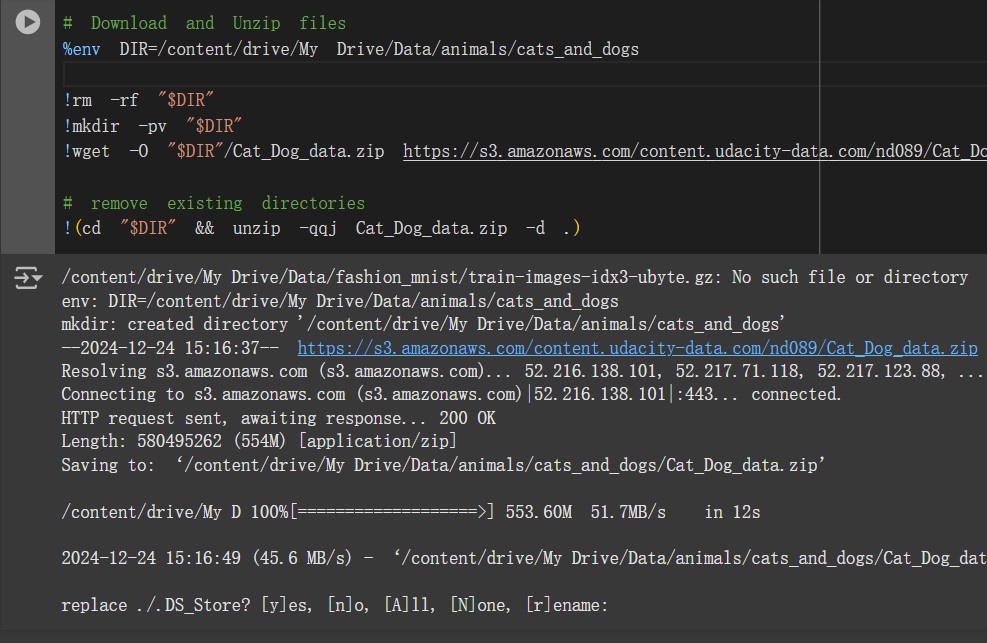 # Download and Unzip files
%env DIR=/content/drive/My Drive/Data/animals/cats_and_dogs
!rm -rf "$DIR"
!mkdir -pv "$DIR"
!wget -O "$DIR"/Cat_Dog_data.zip https://s3.amazonaws.com/content.udacity-data.com/nd089/Cat_Do
# remove existing directories
!(cd "$DIR" && unzip -qqj Cat_Dog_data.zip -d .)
/content/drive/My Drive/Data/fashion_mnist/train-images-idx3-ubyte.gz: No such file or directory
env: DIR=/content/drive/My Drive/Data/animals/cats_and_dogs
mkdir: created directory '/content/drive/My Drive/Data/animals/cats_and_dogs'
--2024-12-24 15:16:37-- https://s3.amazonaws.com/content.udacity-data.com/nd089/Cat_Dog_data.zip
Resolving s3.amazonaws.com (s3.amazonaws.com)... 52.216.138.101, 52.217.71.118, 52.217.123.88, ...
Connecting to s3.amazonaws.com (s3.amazonaws.com)|52.216.138.101|:443... connected.
HTTP request sent, awaiting response... 200 OK
Length: 580495262 (554M) [application/zip]
Saving to: ‘/content/drive/My Drive/Data/animals/cats_and_dogs/Cat_Dog_data.zip’
/content/drive/My D 100%[===================>] 553.60M 51.7MB/s in 12s
2024-12-24 15:16:49 (45.6 MB/s) - ‘/content/drive/My Drive/Data/animals/cats_and_dogs/Cat_Dog_dat
replace ./.DS_Store? [y]es, [n]o, [A]ll, [N]one, [r]ename: